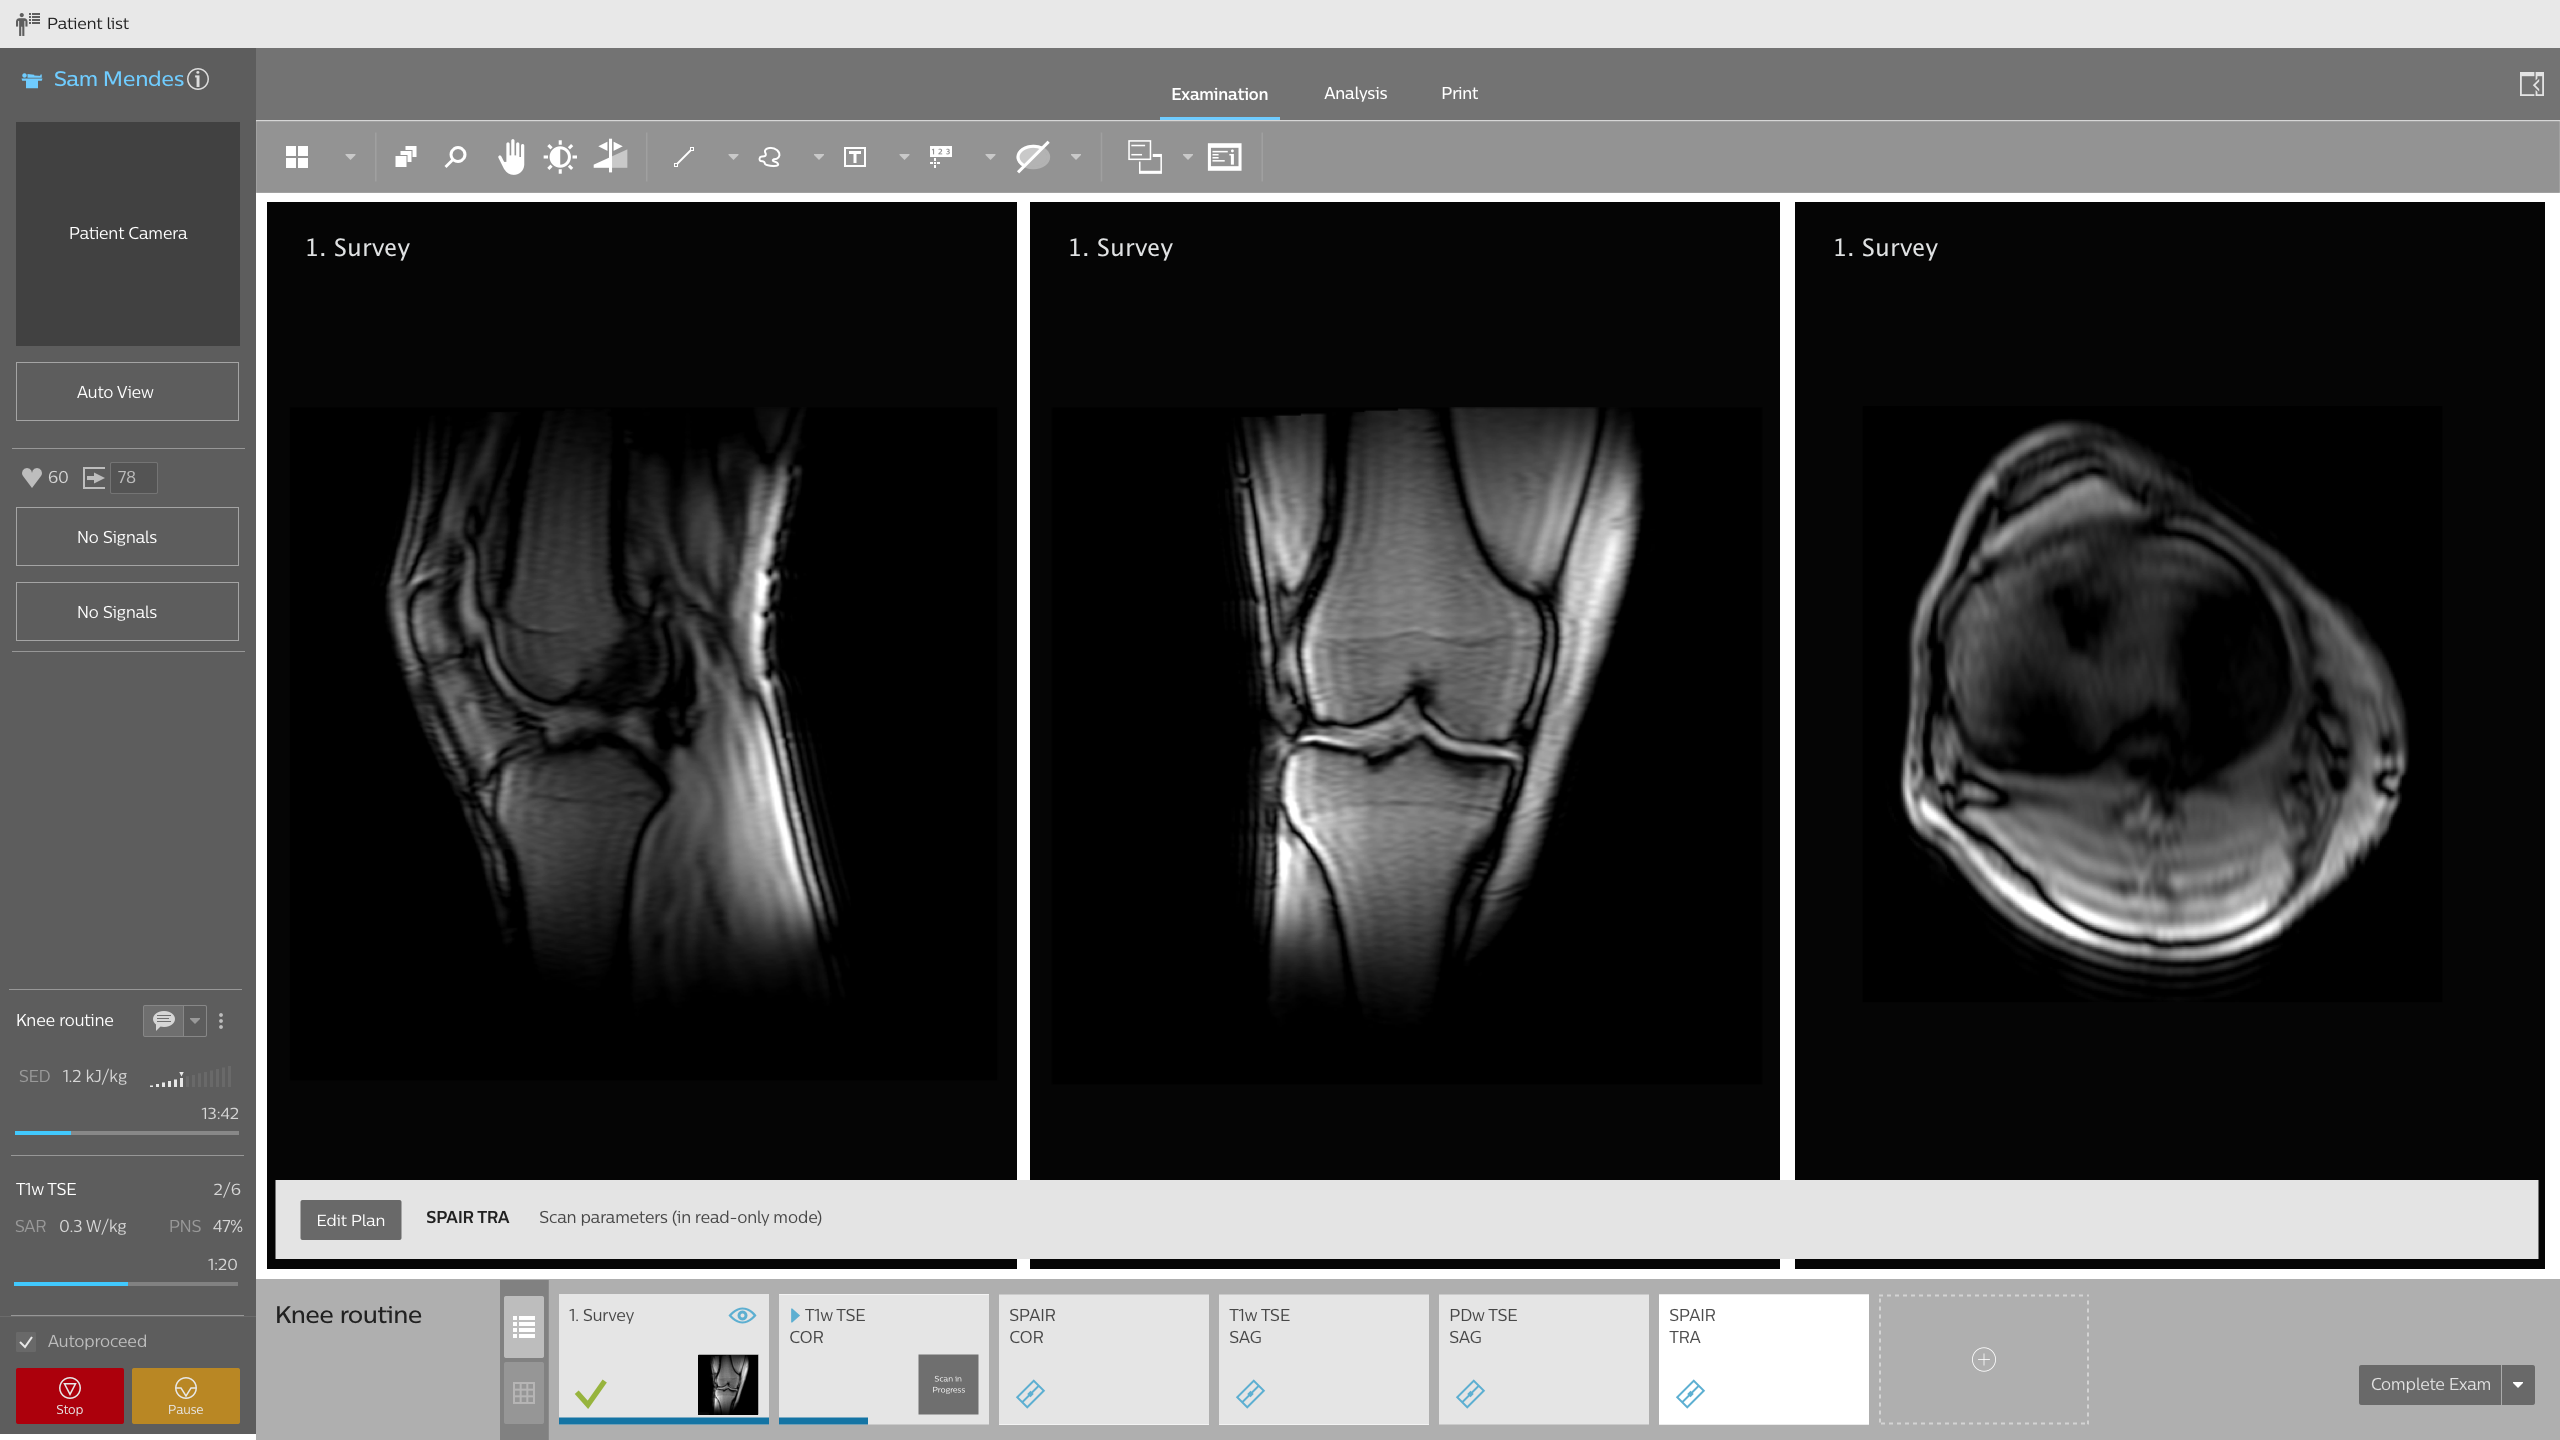 Patient list
Sam Mendes
Examination
Analysis
Print
Patient Camera
Auto View
60
78
No Signals
No Signals
Knee routine
SED 1.2 kJ/kg
13:42
T1w TSE 2/6
SAR 0.3 W/kg PNS 47%
1:20
Autoproceed
Stop
Pause
T
1 2 3
1. Survey
1. Survey
1. Survey
Edit Plan SPAIR TRA Scan parameters (in read-only mode)
Knee routine
1. Survey
T1w TSE
COR
Scan In
Progress
SPAIR
COR
T1w TSE
SAG
PDw TSE
SAG
SPAIR
TRA
Complete Exam